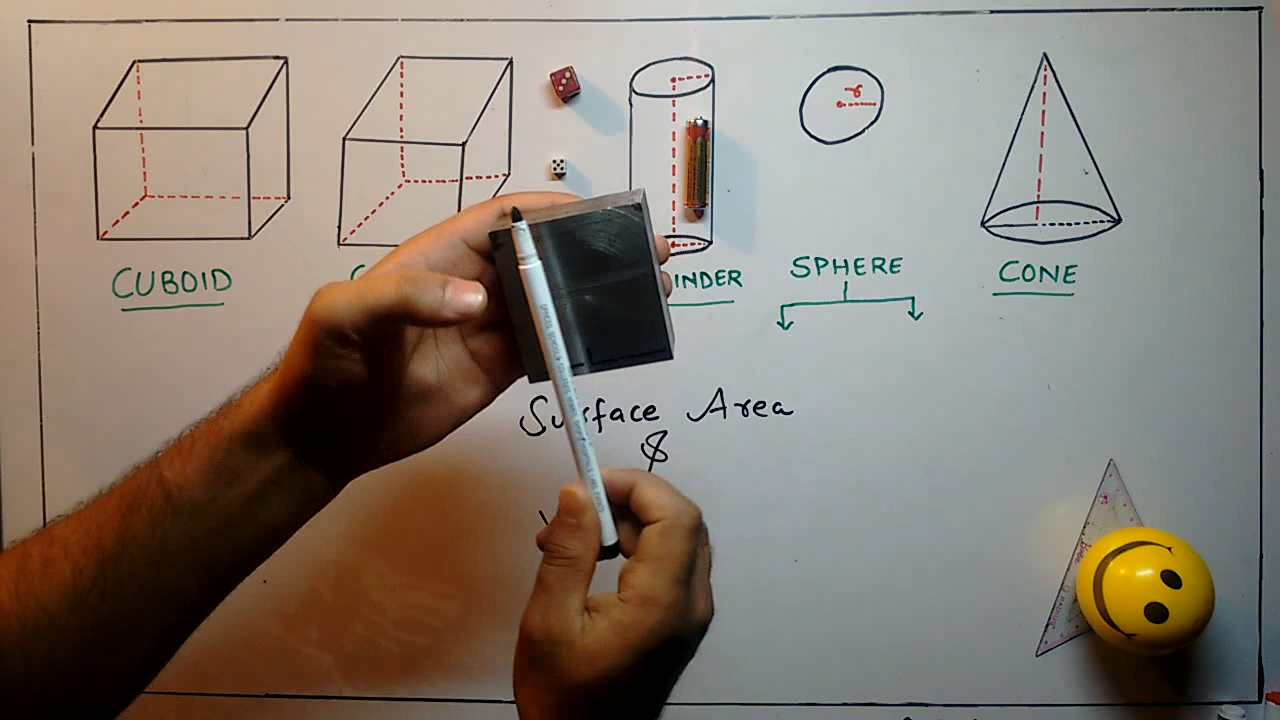 r
CUBOID
C
INDER
SPHERE
CONE
Surface Area
&